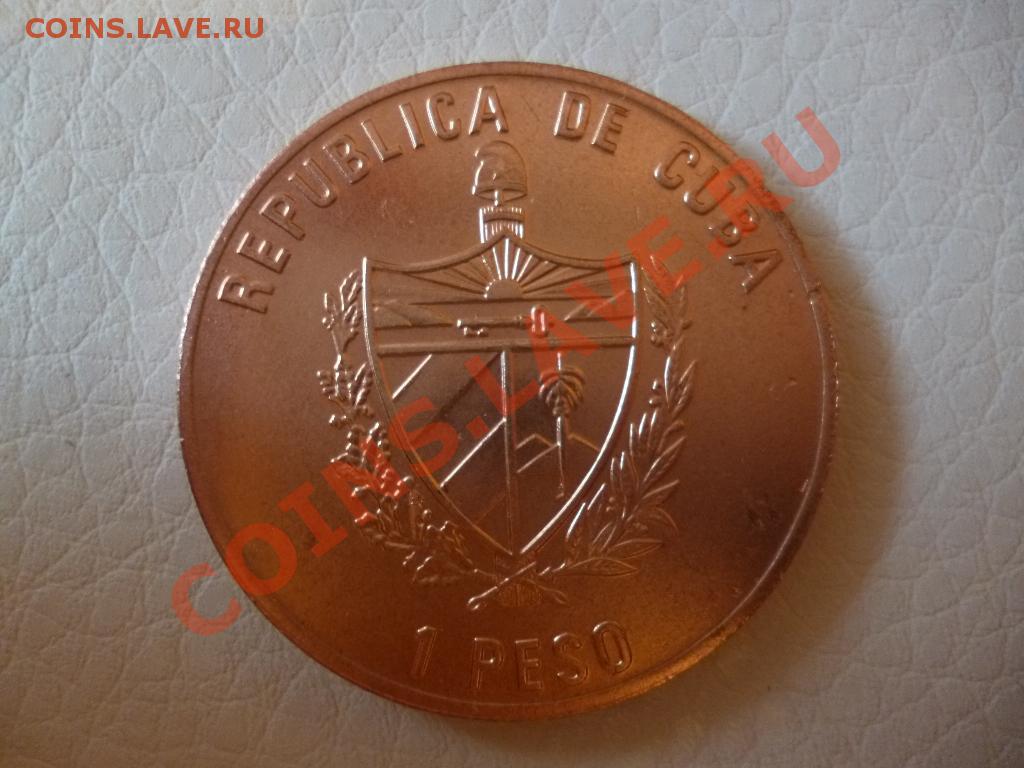 COINS.LAVE.RU
REPUBLICA DE CUBA
COINS.LAVE.RU
1 PESO